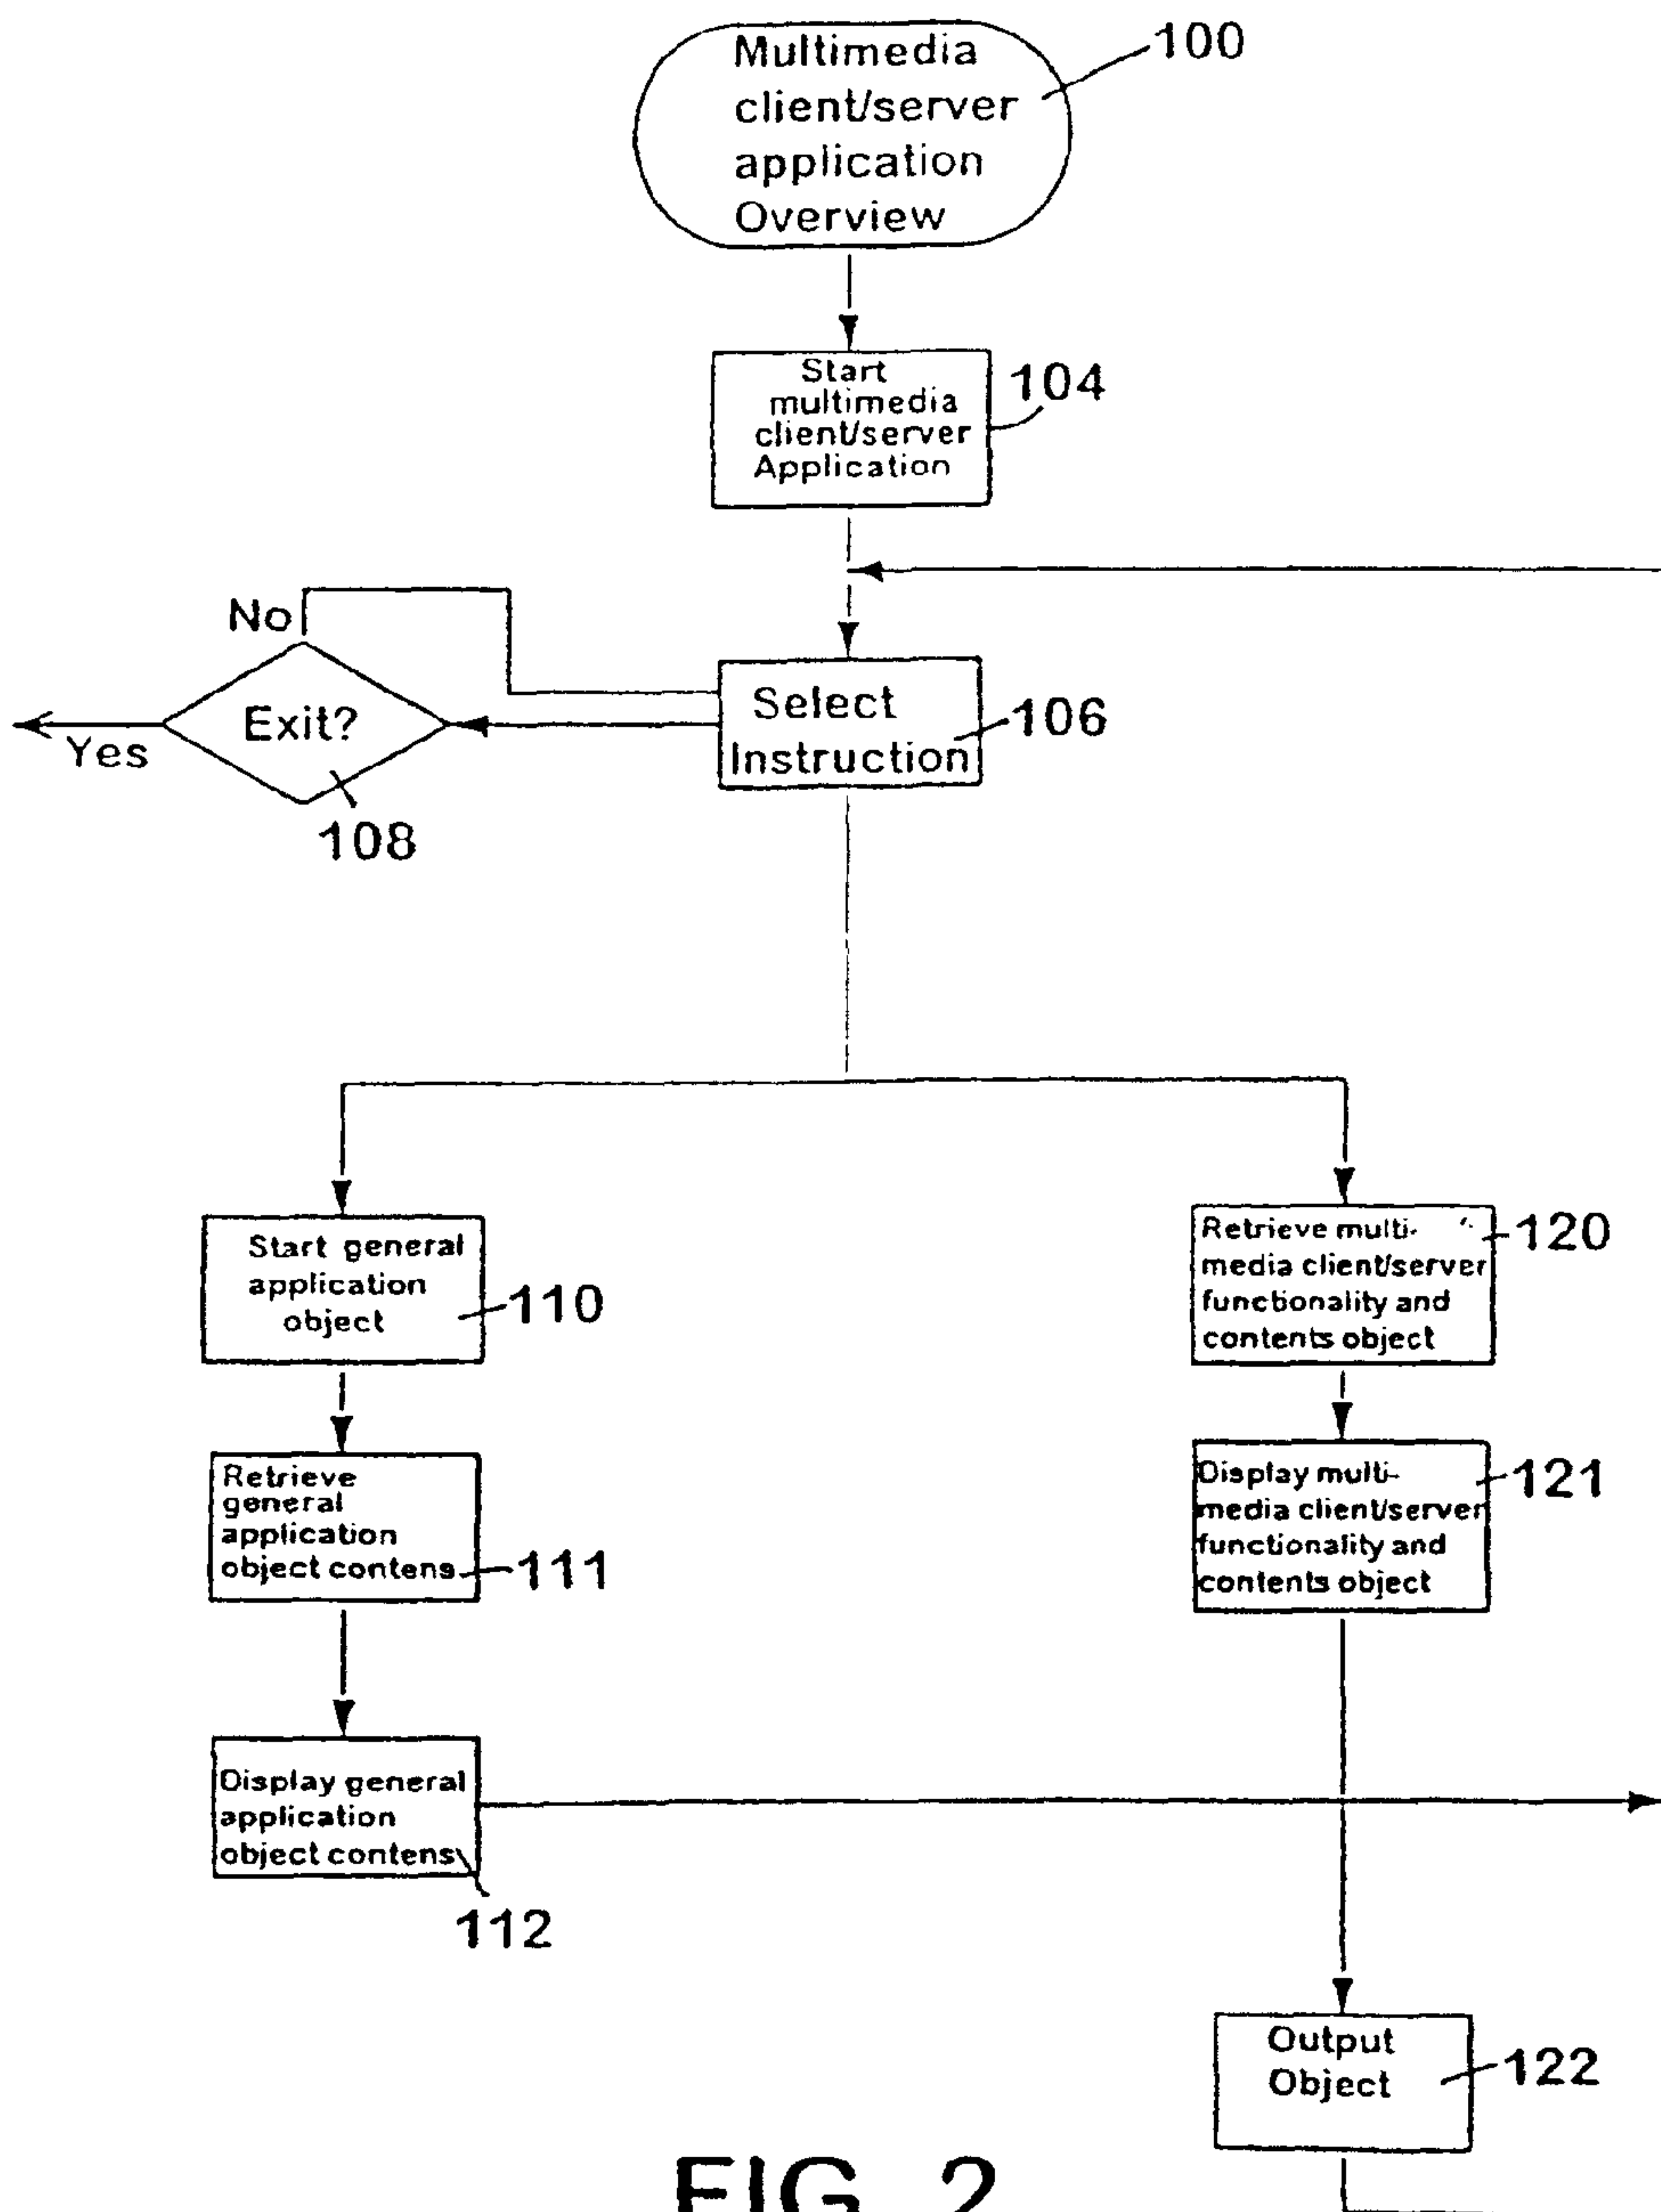 Multimedia
client/server
application
Overview
100
Start
multimedia
client/server
Application
104
No
Exit?
Yes
108
Select
Instruction
106
Start general
application
object
110
Retrieve multi-
media client/server
functionality and
contents object
120
Retrieve
general
application
object contens
111
Display multi-
media client/server
functionality and
contents object
121
Display general
application
object contens
112
Output
Object
122
FIG. 2